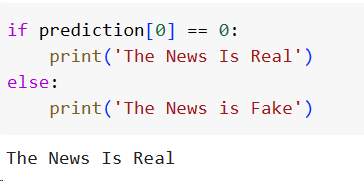 if prediction[0] == 0:
    print('The News Is Real')
else:
    print('The News is Fake')
The News Is Real